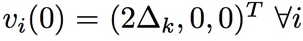 v_i(0) = (2Δ_k, 0, 0)^T ∀i